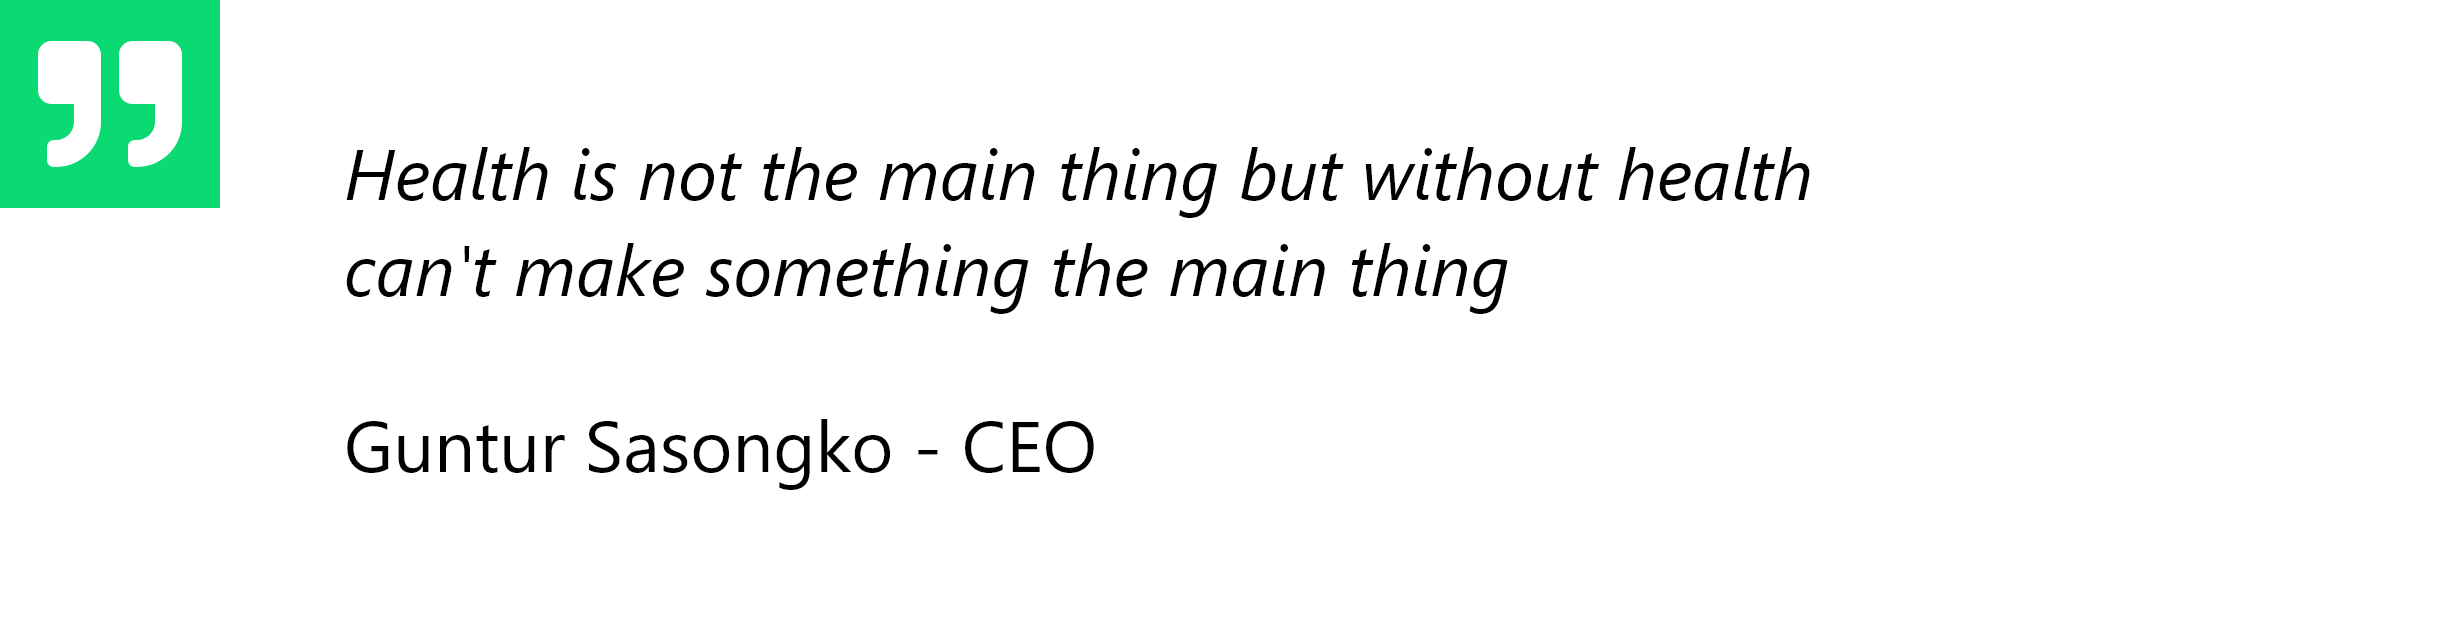 Health is not the main thing but without health
can't make something the main thing
Guntur Sasongko - CEO